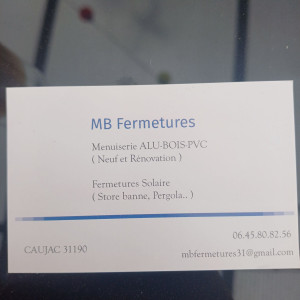 MB Fermetures
Menuiserie ALU-BOIS-PVC
( Neuf et Rénovation )
Fermetures Solaire
( Store banne, Pergola.. )
06.45.80.82.56
CAUJAC 31190
mbfermetures31@gmail.com